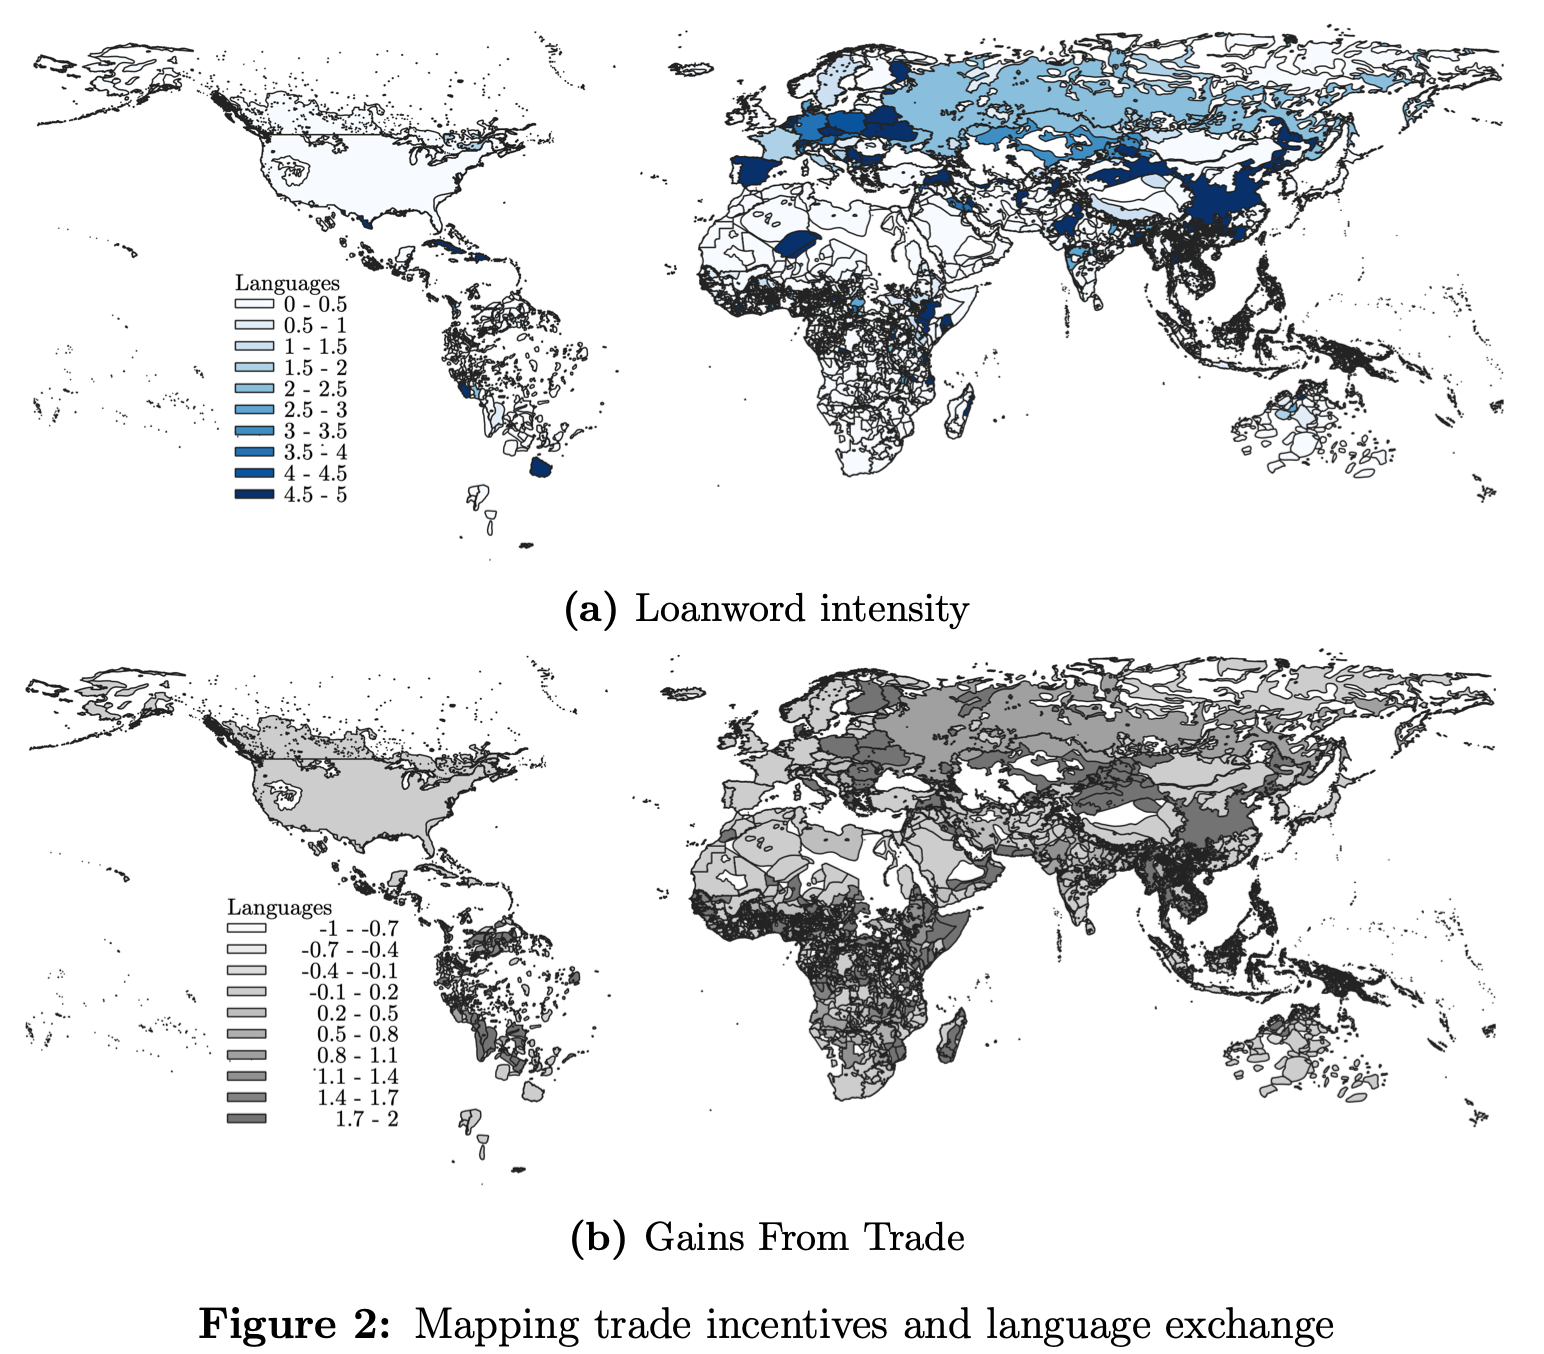 Languages
0 - 0.5
0.5 - 1
1 - 1.5
1.5 - 2
2 - 2.5
2.5 - 3
3 - 3.5
3.5 - 4
4 - 4.5
4.5 - 5
(a) Loanword intensity
Languages
-1 - -0.7
-0.7 - -0.4
-0.4 - -0.1
-0.1 - 0.2
0.2 - 0.5
0.5 - 0.8
0.8 - 1.1
1.1 - 1.4
1.4 - 1.7
1.7 - 2
(b) Gains From Trade
Figure 2: Mapping trade incentives and language exchange